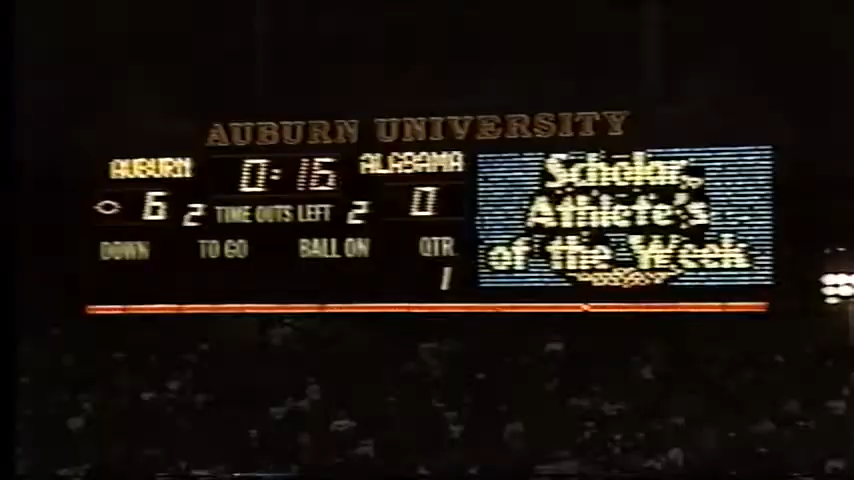 AUBURN UNIVERSITY
AUBURN 0:16 ALABAMA
6 2 TIME OUTS LEFT 2 0
DOWN TO GO BALL ON QTR
1
Scholar
Athlete's
of the Week